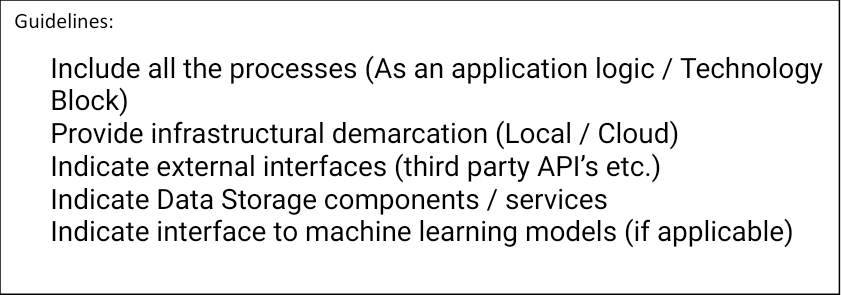 Guidelines:
Include all the processes (As an application logic / Technology
Block)
Provide infrastructural demarcation (Local / Cloud)
Indicate external interfaces (third party API’s etc.)
Indicate Data Storage components / services
Indicate interface to machine learning models (if applicable)